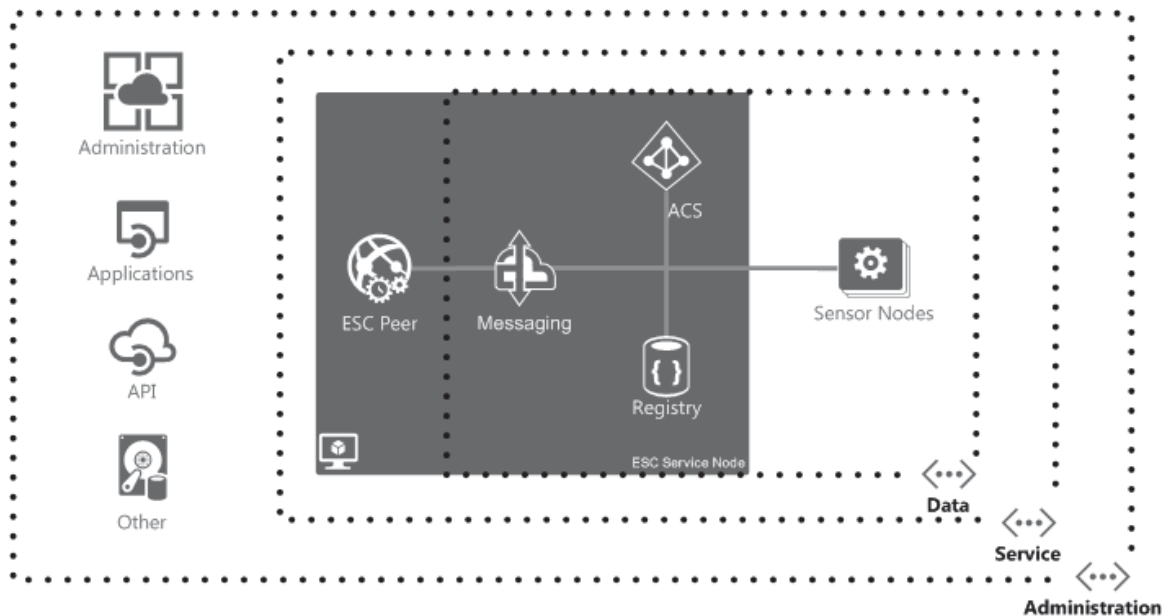 Administration
Applications
API
Other
ESC Peer
Messaging
ACS
{ }
Registry
ESC Service Node
Sensor Nodes
Data
Service
Administration